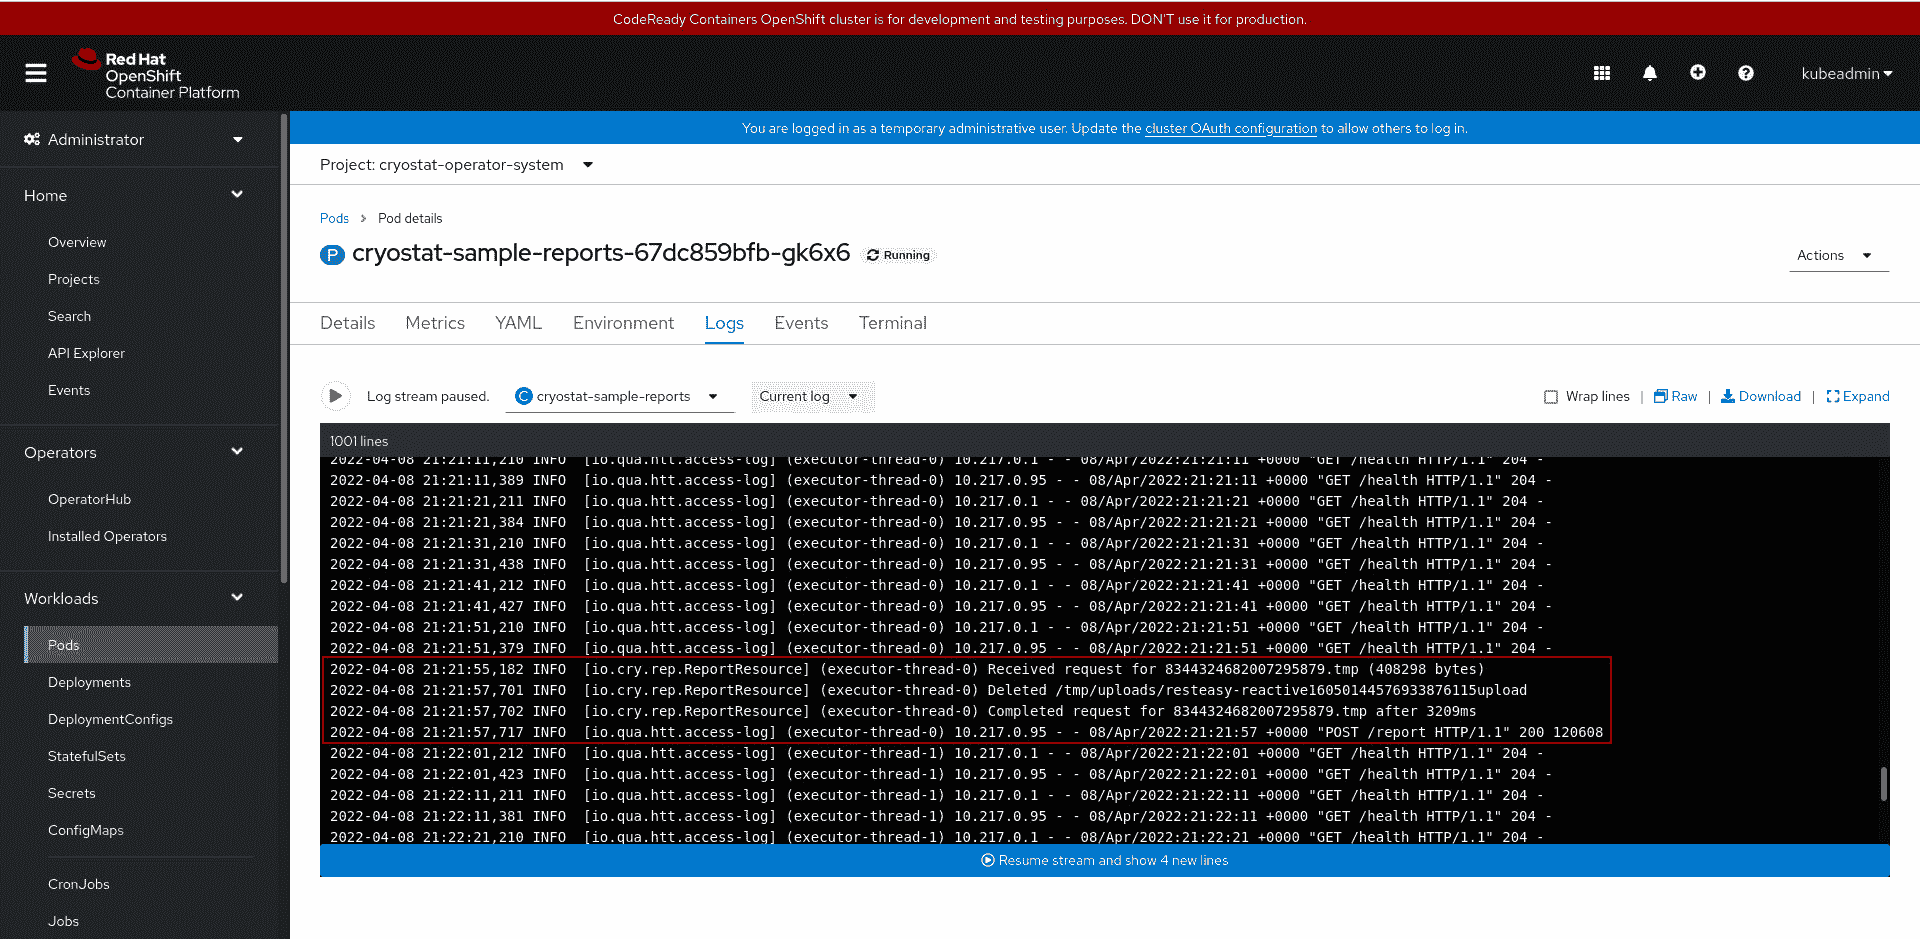 CodeReady Containers OpenShift cluster is for development and testing purposes. DON'T use it for production.
Red Hat
OpenShift
Container Platform
kubeadmin
Administrator
You are logged in as a temporary administrative user. Update the cluster OAuth configuration to allow others to log in.
Project: cryostat-operator-system
Home
Overview
Projects
Search
API Explorer
Events
Operators
OperatorHub
Installed Operators
Workloads
Pods
Deployments
DeploymentConfigs
StatefulSets
Secrets
ConfigMaps
CronJobs
Jobs
Pods > Pod details
P cryostat-sample-reports-67dc859bfb-gk6x6 Running
Actions
Details Metrics YAML Environment Logs Events Terminal
Log stream paused. C cryostat-sample-reports Current log Wrap lines | Raw | Download | Expand
1001 lines
2022-04-08 21:21:11,210 INFO [io.qua.htt.access-log] (executor-thread-0) 10.217.0.1 - - 08/Apr/2022:21:21:11 +0000 "GET /health HTTP/1.1" 204 -
2022-04-08 21:21:11,389 INFO [io.qua.htt.access-log] (executor-thread-0) 10.217.0.95 - - 08/Apr/2022:21:21:11 +0000 "GET /health HTTP/1.1" 204 -
2022-04-08 21:21:21,211 INFO [io.qua.htt.access-log] (executor-thread-0) 10.217.0.1 - - 08/Apr/2022:21:21:21 +0000 "GET /health HTTP/1.1" 204 -
2022-04-08 21:21:21,384 INFO [io.qua.htt.access-log] (executor-thread-0) 10.217.0.95 - - 08/Apr/2022:21:21:21 +0000 "GET /health HTTP/1.1" 204 -
2022-04-08 21:21:31,210 INFO [io.qua.htt.access-log] (executor-thread-0) 10.217.0.1 - - 08/Apr/2022:21:21:31 +0000 "GET /health HTTP/1.1" 204 -
2022-04-08 21:21:31,438 INFO [io.qua.htt.access-log] (executor-thread-0) 10.217.0.95 - - 08/Apr/2022:21:21:31 +0000 "GET /health HTTP/1.1" 204 -
2022-04-08 21:21:41,212 INFO [io.qua.htt.access-log] (executor-thread-0) 10.217.0.1 - - 08/Apr/2022:21:21:41 +0000 "GET /health HTTP/1.1" 204 -
2022-04-08 21:21:41,427 INFO [io.qua.htt.access-log] (executor-thread-0) 10.217.0.95 - - 08/Apr/2022:21:21:41 +0000 "GET /health HTTP/1.1" 204 -
2022-04-08 21:21:51,210 INFO [io.qua.htt.access-log] (executor-thread-0) 10.217.0.1 - - 08/Apr/2022:21:21:51 +0000 "GET /health HTTP/1.1" 204 -
2022-04-08 21:21:51,379 INFO [io.qua.htt.access-log] (executor-thread-0) 10.217.0.95 - - 08/Apr/2022:21:21:51 +0000 "GET /health HTTP/1.1" 204 -
2022-04-08 21:21:55,182 INFO [io.cry.rep.ReportResource] (executor-thread-0) Received request for 8344324682007295879.tmp (408298 bytes)
2022-04-08 21:21:57,701 INFO [io.cry.rep.ReportResource] (executor-thread-0) Deleted /tmp/uploads/resteasy-reactive16050144576933876115upload
2022-04-08 21:21:57,702 INFO [io.cry.rep.ReportResource] (executor-thread-0) Completed request for 8344324682007295879.tmp after 3209ms
2022-04-08 21:21:57,717 INFO [io.qua.htt.access-log] (executor-thread-0) 10.217.0.95 - - 08/Apr/2022:21:21:57 +0000 "POST /report HTTP/1.1" 200 120608
2022-04-08 21:22:01,212 INFO [io.qua.htt.access-log] (executor-thread-1) 10.217.0.1 - - 08/Apr/2022:21:22:01 +0000 "GET /health HTTP/1.1" 204 -
2022-04-08 21:22:01,423 INFO [io.qua.htt.access-log] (executor-thread-1) 10.217.0.95 - - 08/Apr/2022:21:22:01 +0000 "GET /health HTTP/1.1" 204 -
2022-04-08 21:22:11,211 INFO [io.qua.htt.access-log] (executor-thread-1) 10.217.0.1 - - 08/Apr/2022:21:22:11 +0000 "GET /health HTTP/1.1" 204 -
2022-04-08 21:22:11,381 INFO [io.qua.htt.access-log] (executor-thread-1) 10.217.0.95 - - 08/Apr/2022:21:22:11 +0000 "GET /health HTTP/1.1" 204 -
2022-04-08 21:22:21,210 INFO [io.qua.htt.access-log] (executor-thread-1) 10.217.0.1 - - 08/Apr/2022:21:22:21 +0000 "GET /health HTTP/1.1" 204 -
Resume stream and show 4 new lines